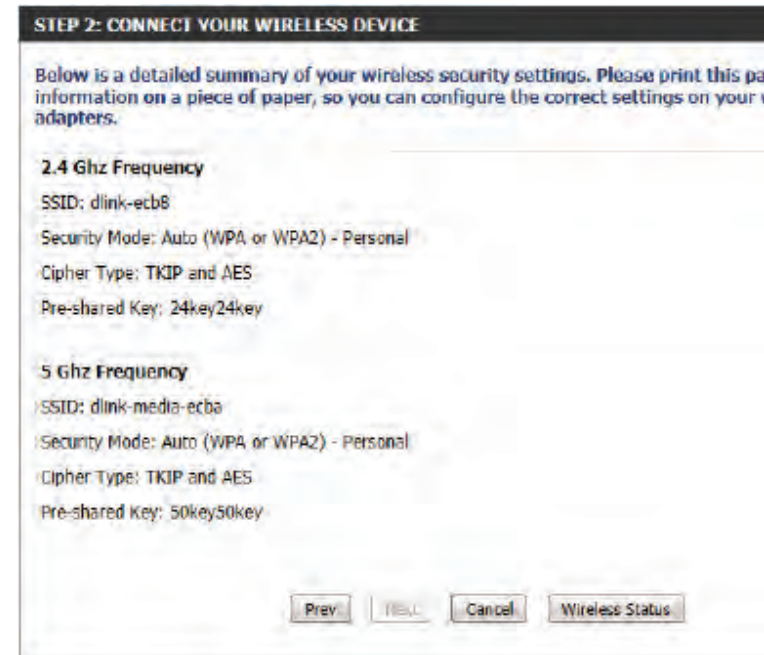 STEP 2: CONNECT YOUR WIRELESS DEVICE
Below is a detailed summary of your wireless security settings. Please print this pa
information on a piece of paper, so you can configure the correct settings on your
adapters.
2.4 Ghz Frequency
SSID: dlink-ecb8
Security Mode: Auto (WPA or WPA2) - Personal
Cipher Type: TKIP and AES
Pre-shared Key: 24key24key
5 Ghz Frequency
SSID: dlink-media-ecba
Security Mode: Auto (WPA or WPA2) - Personal
Cipher Type: TKIP and AES
Pre-shared Key: 50key50key
Prev Next Cancel Wireless Status